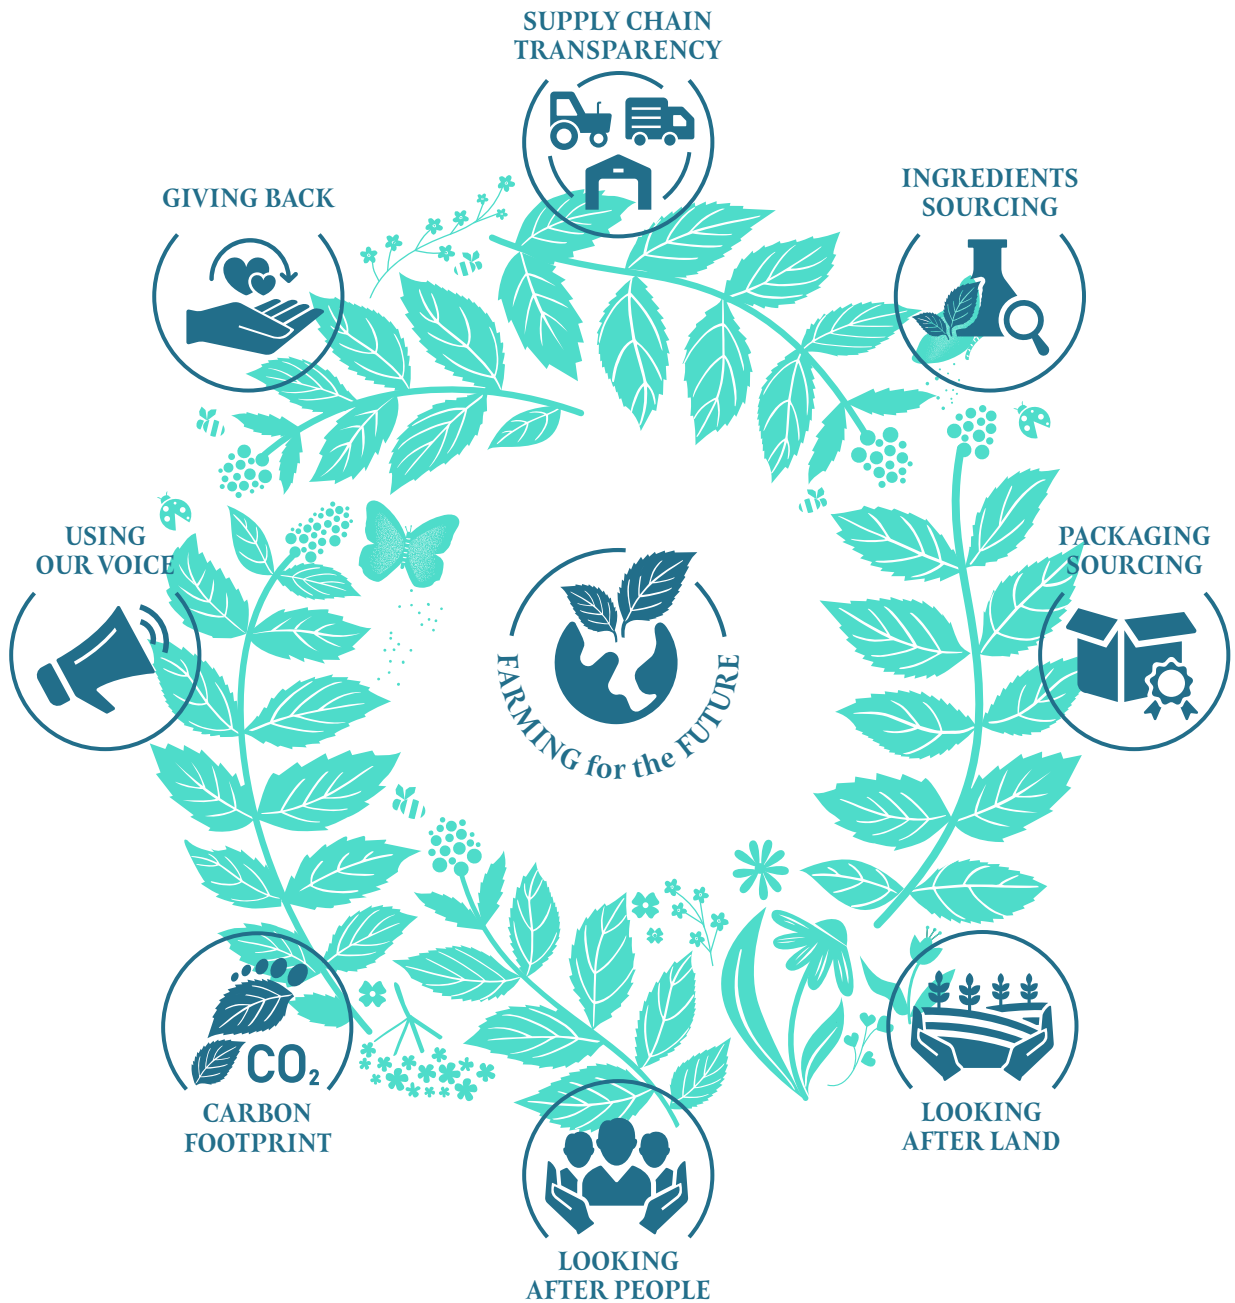 SUPPLY CHAIN
TRANSPARENCY
INGREDIENTS
SOURCING
GIVING BACK
PACKAGING
SOURCING
USING
OUR VOICE
FARMING for the FUTURE
CO₂
CARBON
FOOTPRINT
LOOKING
AFTER LAND
LOOKING
AFTER PEOPLE